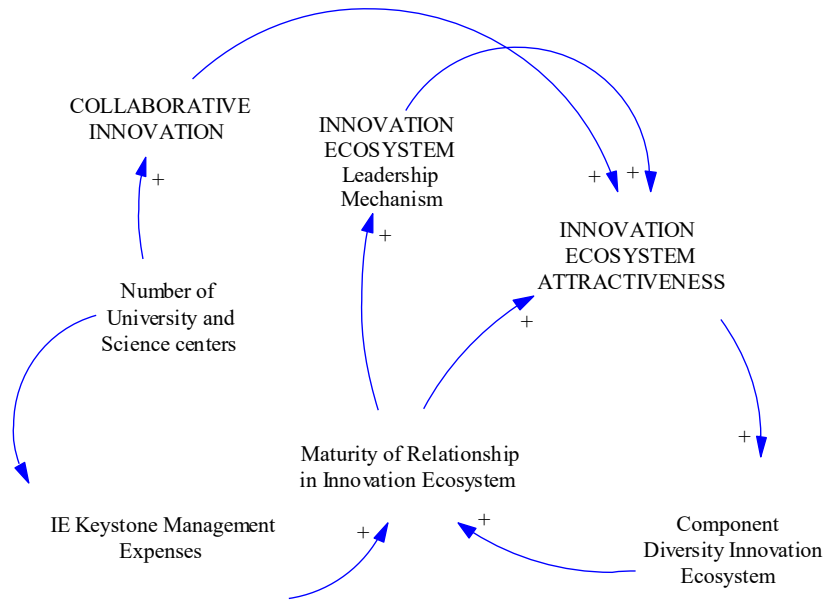 COLLABORATIVE
INNOVATION
INNOVATION
ECOSYSTEM
Leadership
Mechanism
+
+
+
+
INNOVATION
ECOSYSTEM
ATTRACTIVENESS
Number of
University and
Science centers
+
+
Maturity of Relationship
in Innovation Ecosystem
IE Keystone Management
Expenses
+
+
Component
Diversity Innovation
Ecosystem